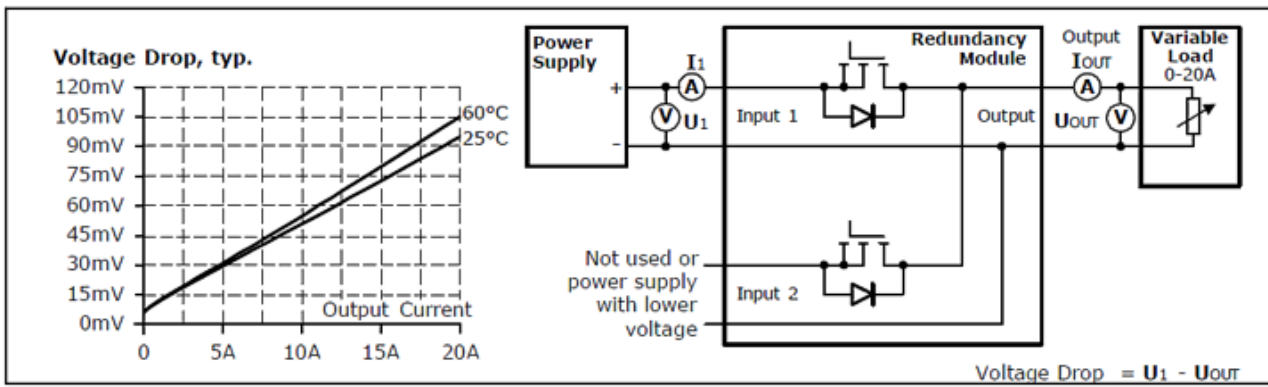 Voltage Drop, typ.
120mV
105mV
90mV
75mV
60mV
45mV
30mV
15mV
0mV
60°C
25°C
Output Current
0
5A
10A
15A
20A
Power
Supply
+
-
I1
A
V
U1
Redundancy
Module
Input 1
Output
Input 2
Not used or
power supply
with lower
voltage
Output
IOUT
A
UOUT
V
Variable
Load
0-20A
Voltage Drop = U1 - UOUT